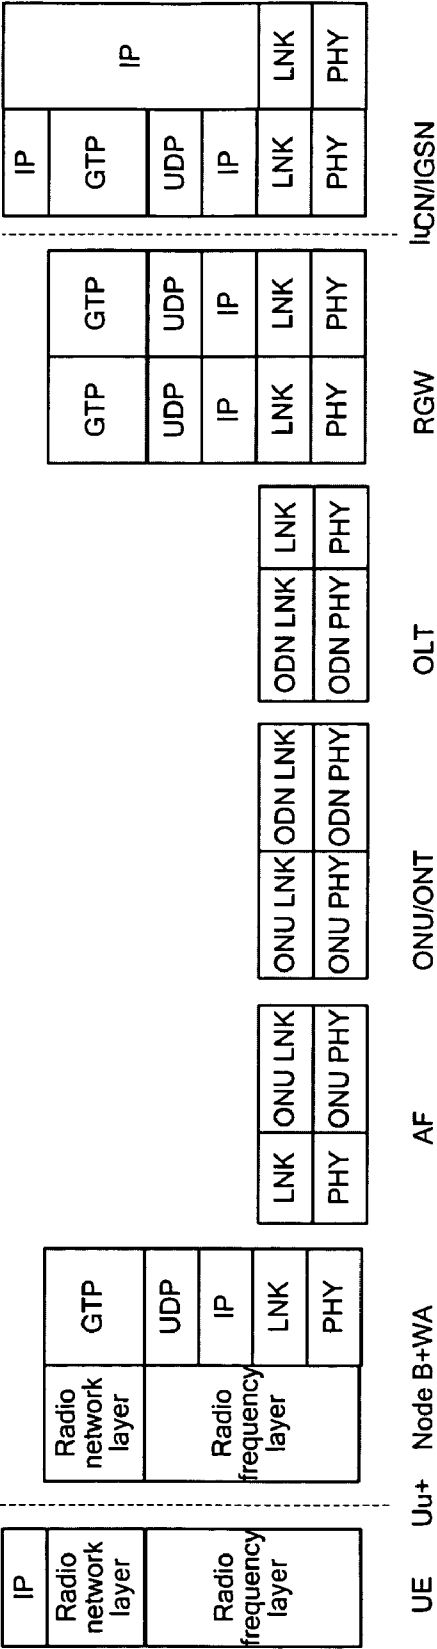 IP
Radio
network
layer
Radio
frequency
layer
UE
Uu+
Radio
network
layer
Radio
frequency
layer
GTP
UDP
IP
LNK
PHY
Node B+WA
LNK
ONU LNK
PHY
ONU PHY
AF
ONU LNK
ODN LNK
ONU PHY
ODN PHY
ONU/ONT
ODN LNK
LNK
ODN PHY
PHY
OLT
GTP
GTP
UDP
UDP
IP
IP
LNK
LNK
PHY
PHY
RGW
Iu
IP
GTP
UDP
IP
LNK
PHY
IP
LNK
PHY
CN/IGSN